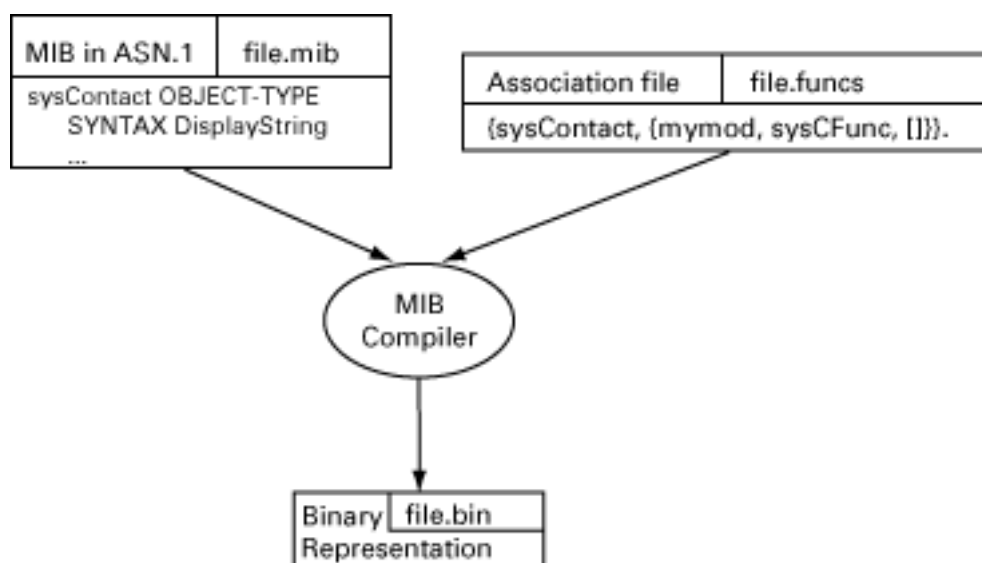 MIB in ASN.1
file.mib
sysContact OBJECT-TYPE
SYNTAX DisplayString
...
Association file
file.funcs
{sysContact, {mymod, sysCFunc, []}}.
MIB
Compiler
Binary
file.bin
Representation